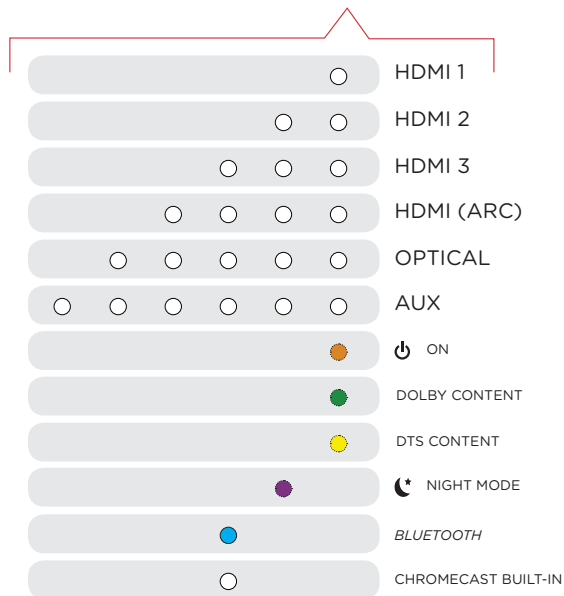 HDMI 1
HDMI 2
HDMI 3
HDMI (ARC)
OPTICAL
AUX
ON
DOLBY CONTENT
DTS CONTENT
NIGHT MODE
BLUETOOTH
CHROMECAST BUILT-IN